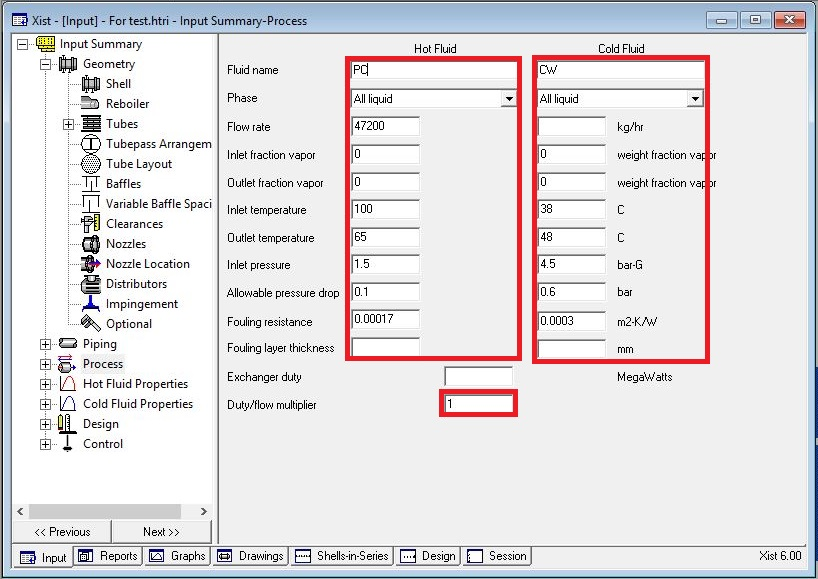 Xist - [Input] - For test.htri - Input Summary-Process
Input Summary
Geometry
Shell
Reboiler
Tubes
Tubepass Arrangem
Tube Layout
Baffles
Variable Baffle Spaci
Clearances
Nozzles
Nozzle Location
Distributors
Impingement
Optional
Piping
Process
Hot Fluid Properties
Cold Fluid Properties
Design
Control
<< Previous Next >>
Hot Fluid Cold Fluid
Fluid name PC CW
Phase All liquid All liquid
Flow rate 47200 kg/hr
Inlet fraction vapor 0 0 weight fraction vapor
Outlet fraction vapor 0 0 weight fraction vapor
Inlet temperature 100 38 C
Outlet temperature 65 48 C
Inlet pressure 1.5 4.5 bar-G
Allowable pressure drop 0.1 0.6 bar
Fouling resistance 0.00017 0.0003 m2-K/W
Fouling layer thickness mm
Exchanger duty MegaWatts
Duty/flow multiplier 1
Input Reports Graphs Drawings Shells-in-Series Design Session Xist 6.00